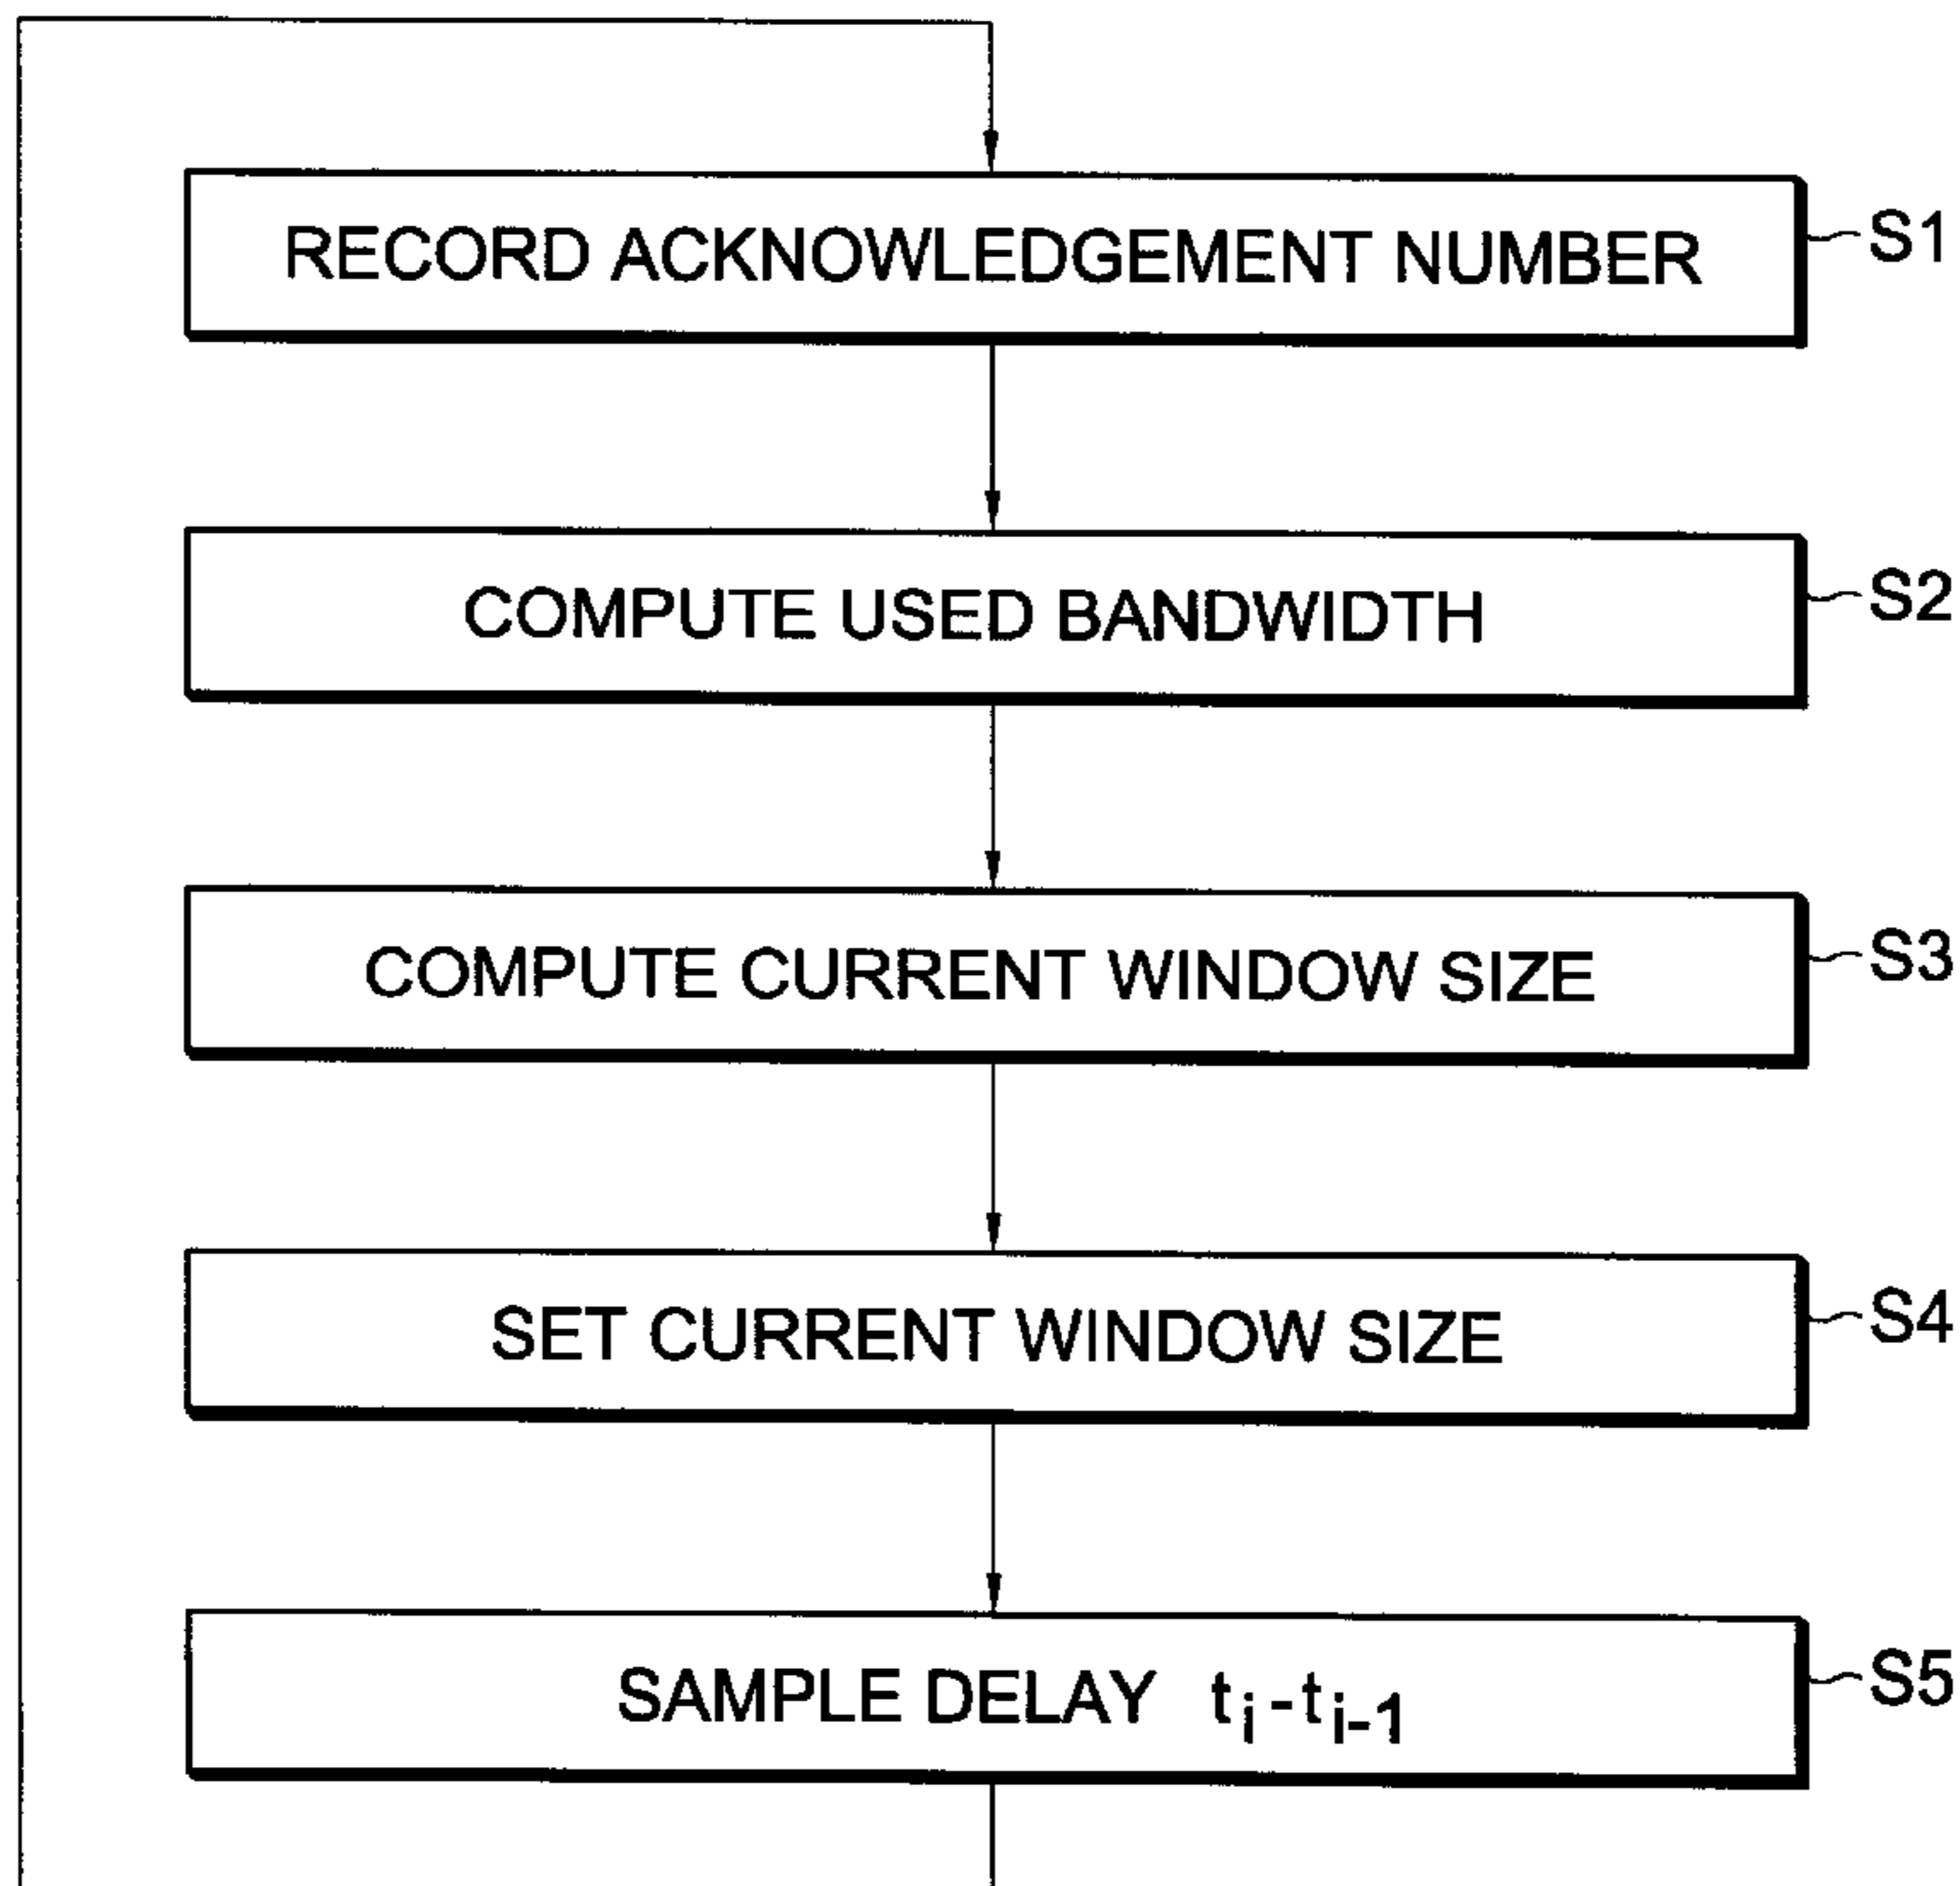 RECORD ACKNOWLEDGEMENT NUMBER S1
COMPUTE USED BANDWIDTH S2
COMPUTE CURRENT WINDOW SIZE S3
SET CURRENT WINDOW SIZE S4
SAMPLE DELAY t_i-t_{i-1} S5